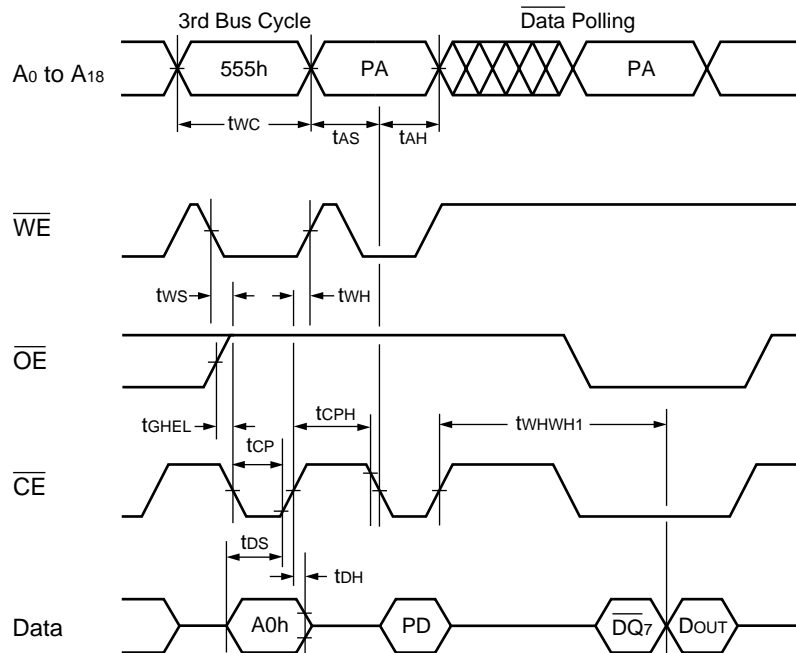 3rd Bus Cycle Data Polling
A0 to A18 555h PA PA
tWC tAS tAH
WE
tWS tWH
OE
tGHEL tCP tCPH tWHWH1
CE
tDS tDH
Data A0h PD DQ7 DOUT